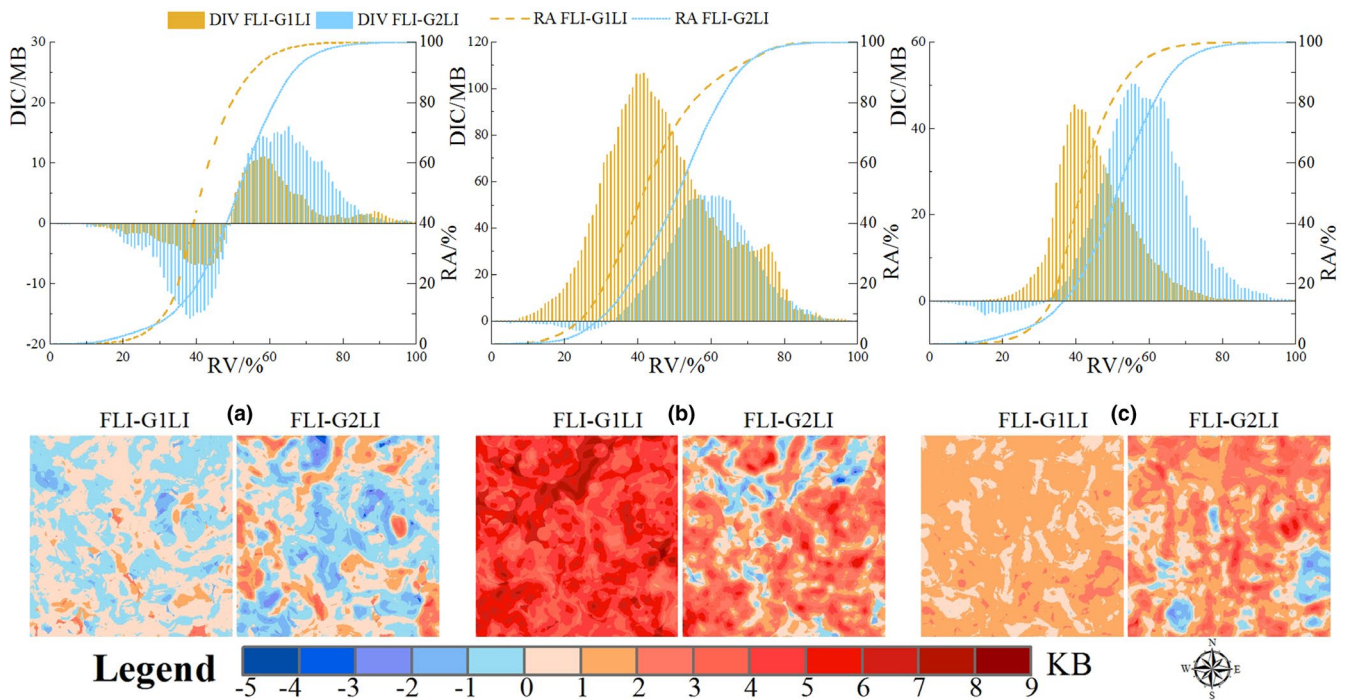 DIV FLI-G1LI DIV FLI-G2LI RA FLI-G1LI RA FLI-G2LI
DIC/MB
30
20
10
0
-10
-20
0 20 40 60 80 100
RV/%
100
80
60
40
20
0
RA/%
DIC/MB
120
100
80
60
40
20
0
0 20 40 60 80 100
RV/%
100
80
60
40
20
0
RA/%
DIC/MB
60
40
20
0
0 20 40 60 80 100
RV/%
100
80
60
40
20
0
RA/%
FLI-G1LI (a) FLI-G2LI
FLI-G1LI (b) FLI-G2LI
FLI-G1LI (c) FLI-G2LI
Legend
-5 -4 -3 -2 -1 0 1 2 3 4 5 6 7 8 9
KB
N
W E
S